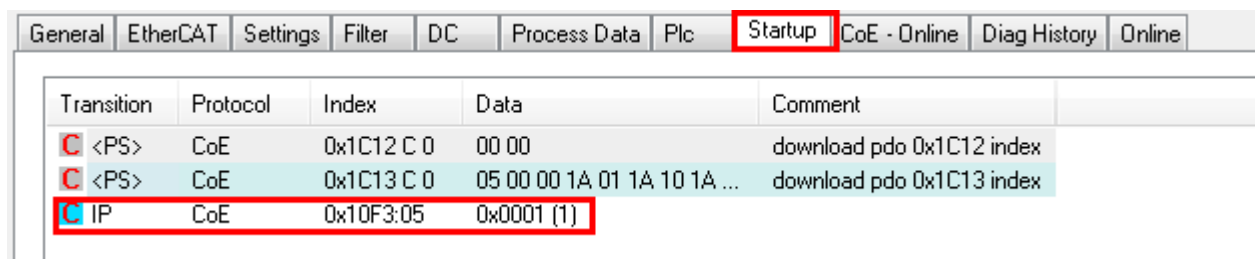 General EtherCAT Settings Filter DC Process Data Plc Startup CoE - Online Diag History Online
Transition Protocol Index Data Comment
C <PS> CoE 0x1C12 C 0 00 00 download pdo 0x1C12 index
C <PS> CoE 0x1C13 C 0 05 00 00 1A 01 1A 10 1A ... download pdo 0x1C13 index
C IP CoE 0x10F3:05 0x0001 (1)